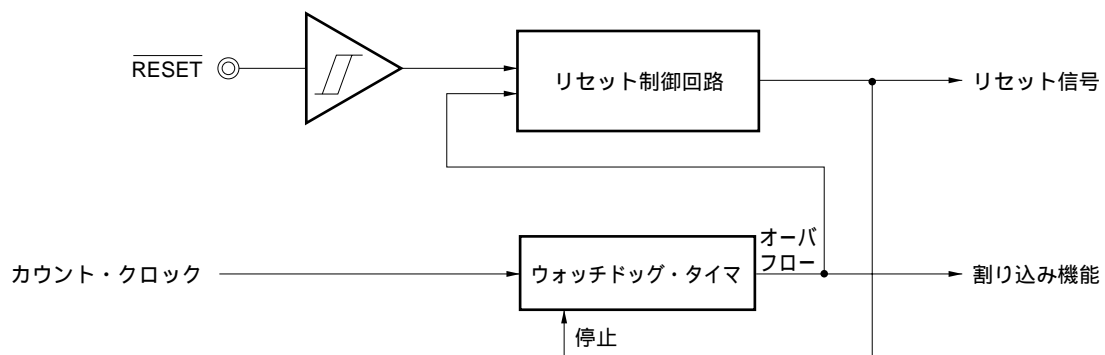 RESET
リセット制御回路
リセット信号
オーバ
フロー
カウント・クロック
ウォッチドッグ・タイマ
割り込み機能
停止